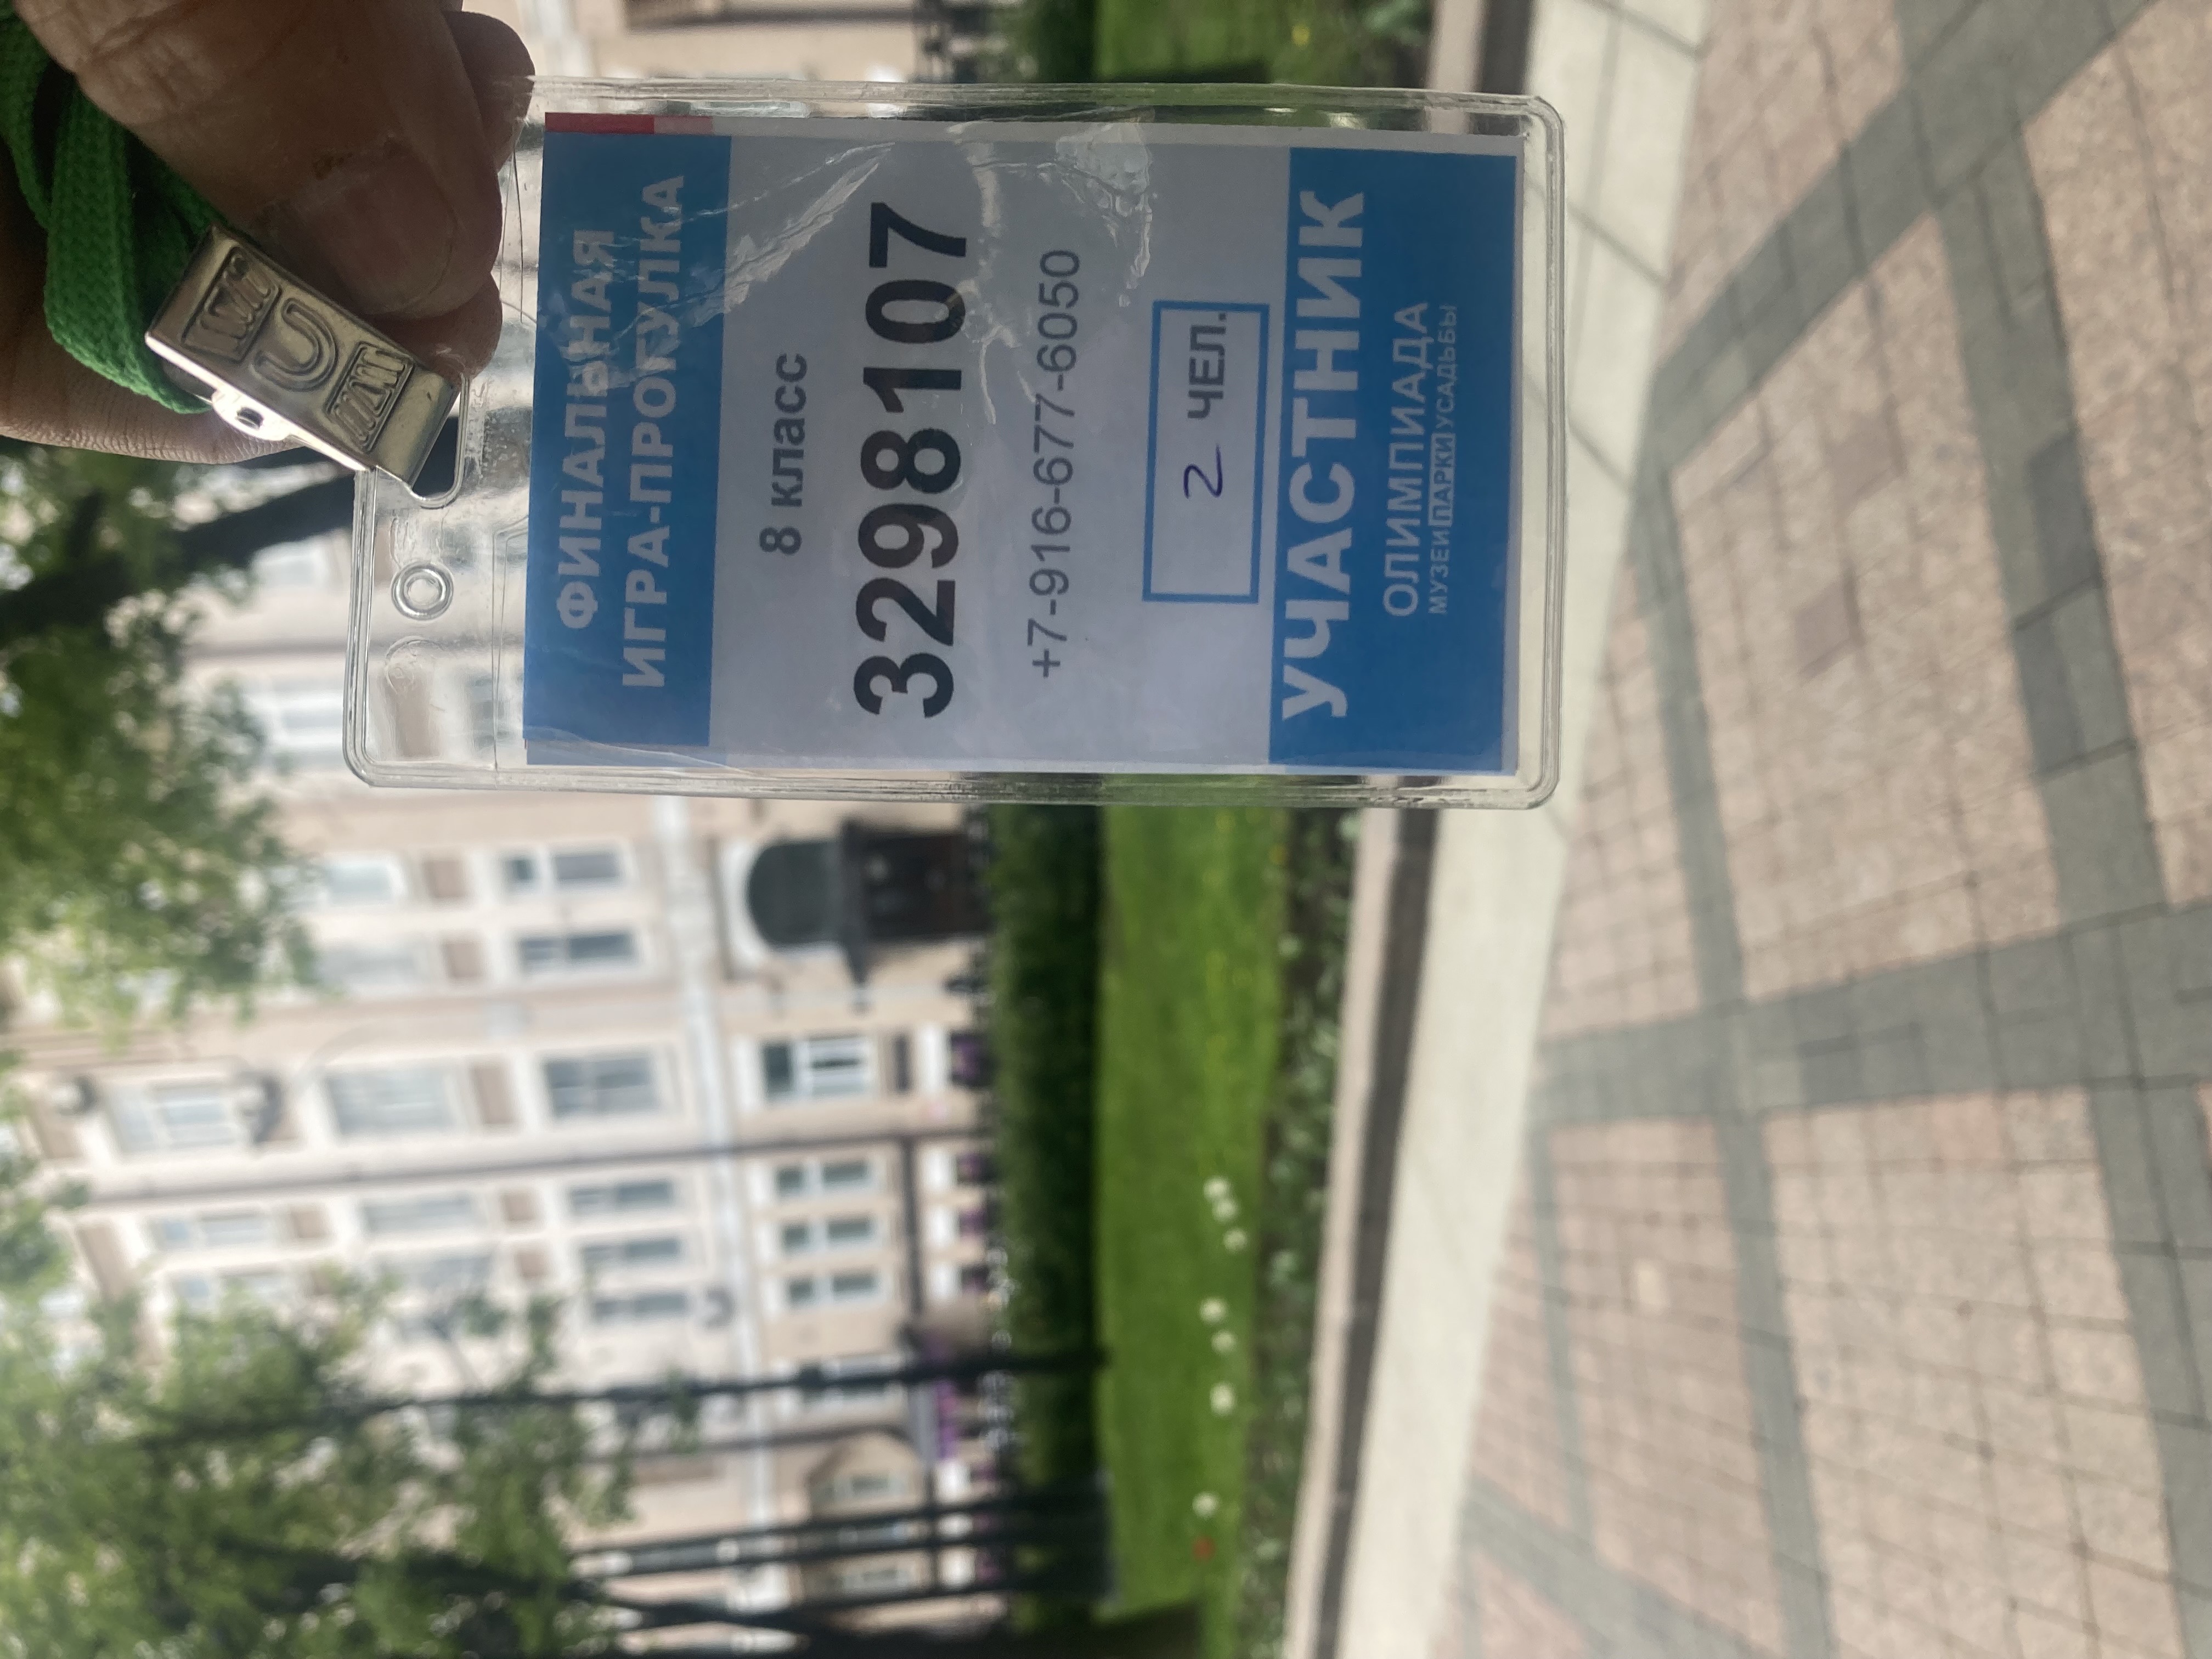 ФИНАЛЬНАЯ
ИГРА-ПРОГУЛКА
8 класс
3298107
+7-916-677-6050
2 ЧЕЛ.
УЧАСТНИК
ОЛИМПИАДА
МУЗЕИ ПАРКИ УСАДЬБЫ